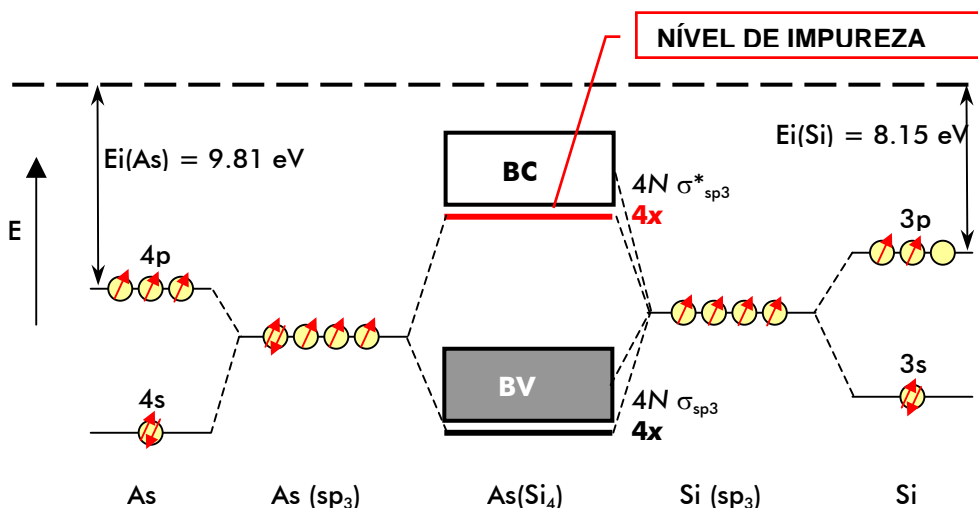 NÍVEL DE IMPUREZA
Ei(As) = 9.81 eV
Ei(Si) = 8.15 eV
E
BC
4N σ*sp3
4x
4p
3p
BV
4N σsp3
4x
4s
3s
As
As (sp3)
As(Si4)
Si (sp3)
Si